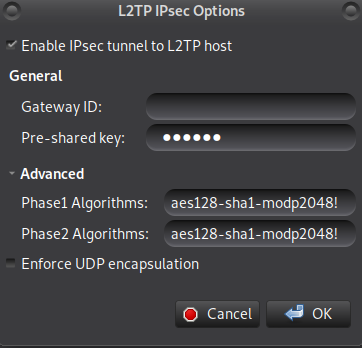 L2TP IPsec Options
Enable IPsec tunnel to L2TP host
General
Gateway ID:
Pre-shared key: ●●●●●●
Advanced
Phase1 Algorithms: aes128-sha1-modp2048!
Phase2 Algorithms: aes128-sha1-modp2048!
Enforce UDP encapsulation
Cancel OK